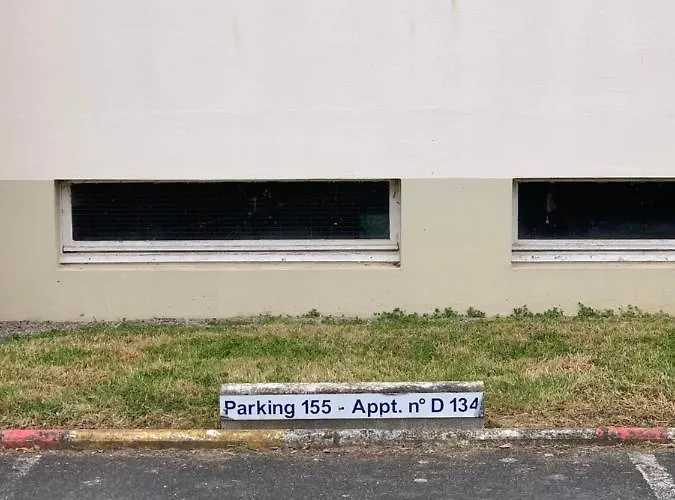 Parking 155 - Appt. n° D 134